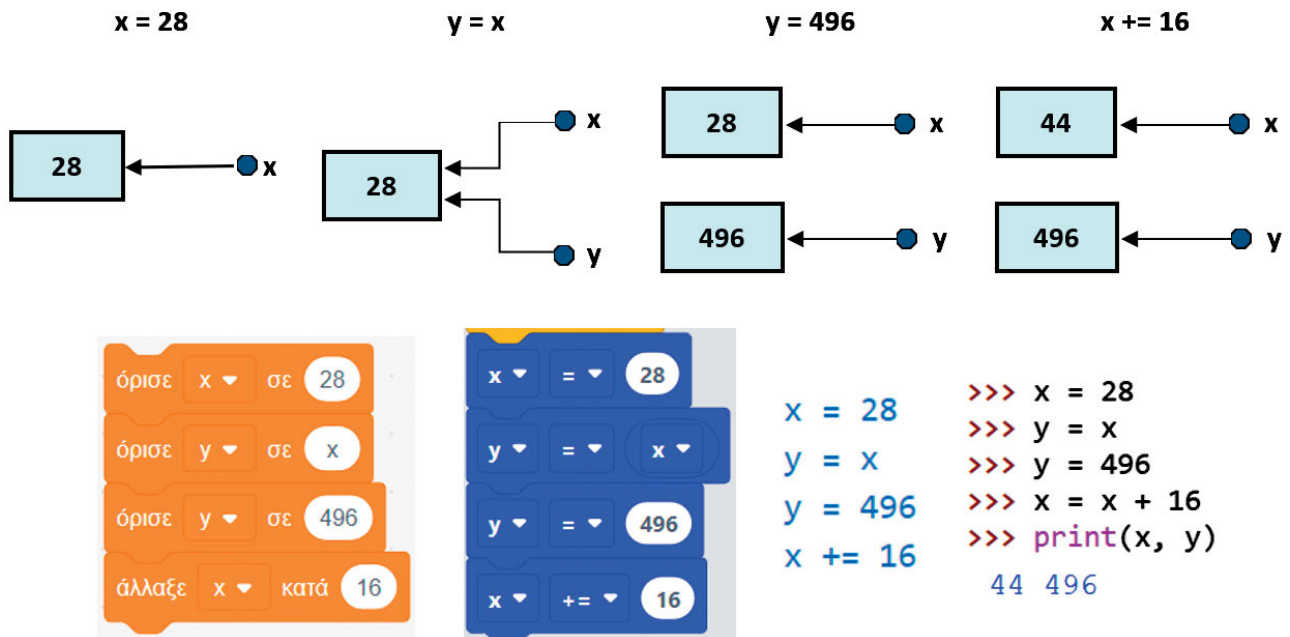 x = 28
y = x
y = 496
x += 16
28
x
28
x
y
28
x
496
y
44
x
496
y
όρισε x σε 28
όρισε y σε x
όρισε y σε 496
άλλαξε x κατά 16
x = 28
y = x
y = 496
x += 16
x = 28
y = x
y = 496
x += 16
>>> x = 28
>>> y = x
>>> y = 496
>>> x = x + 16
>>> print(x, y)
44 496